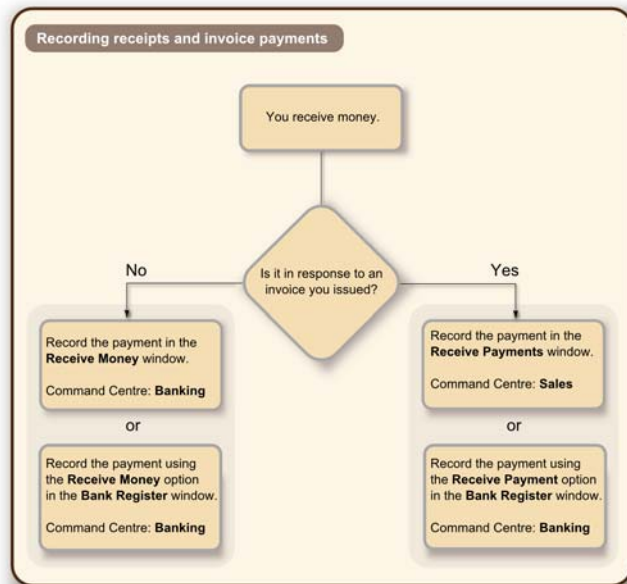 Recording receipts and invoice payments
You receive money.
Is it in response to an
invoice you issued?
No
Yes
Record the payment in the
Receive Money window.
Command Centre: Banking
or
Record the payment using
the Receive Money option
in the Bank Register window.
Command Centre: Banking
Record the payment in the
Receive Payments window.
Command Centre: Sales
or
Record the payment using
the Receive Payment option
in the Bank Register window.
Command Centre: Banking